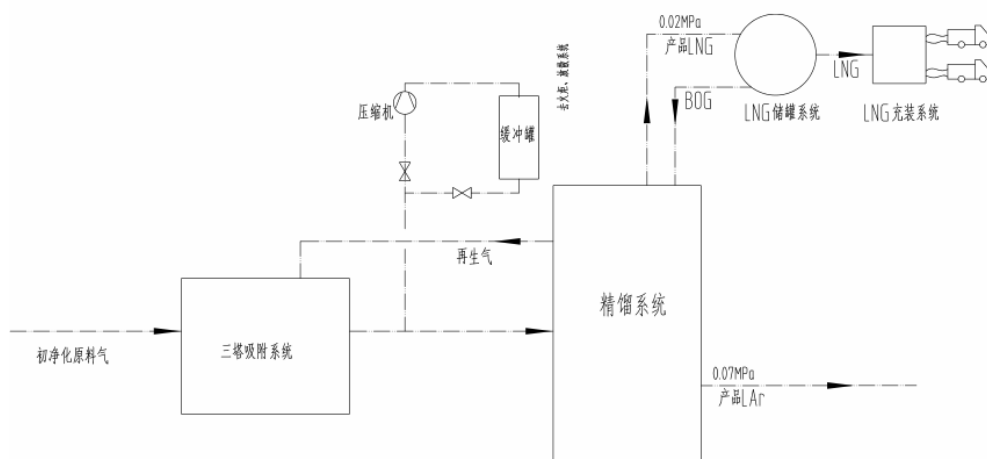 0.02MPa
产品LNG
BOG
LNG
LNG储罐系统
LNG充装系统
去火炬、放散系统
压缩机
缓冲罐
再生气
初净化原料气
三塔吸附系统
精馏系统
0.07MPa
产品LAr